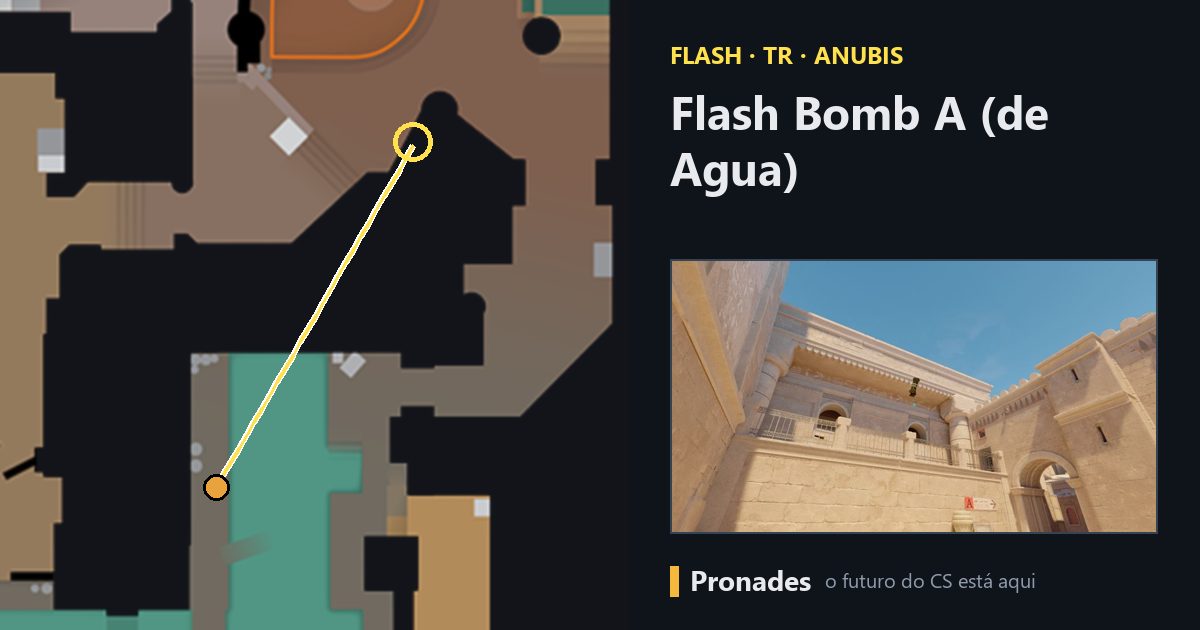 FLASH · TR · ANUBIS
Flash Bomb A (de
Agua)
A
Pronades o futuro do CS está aqui